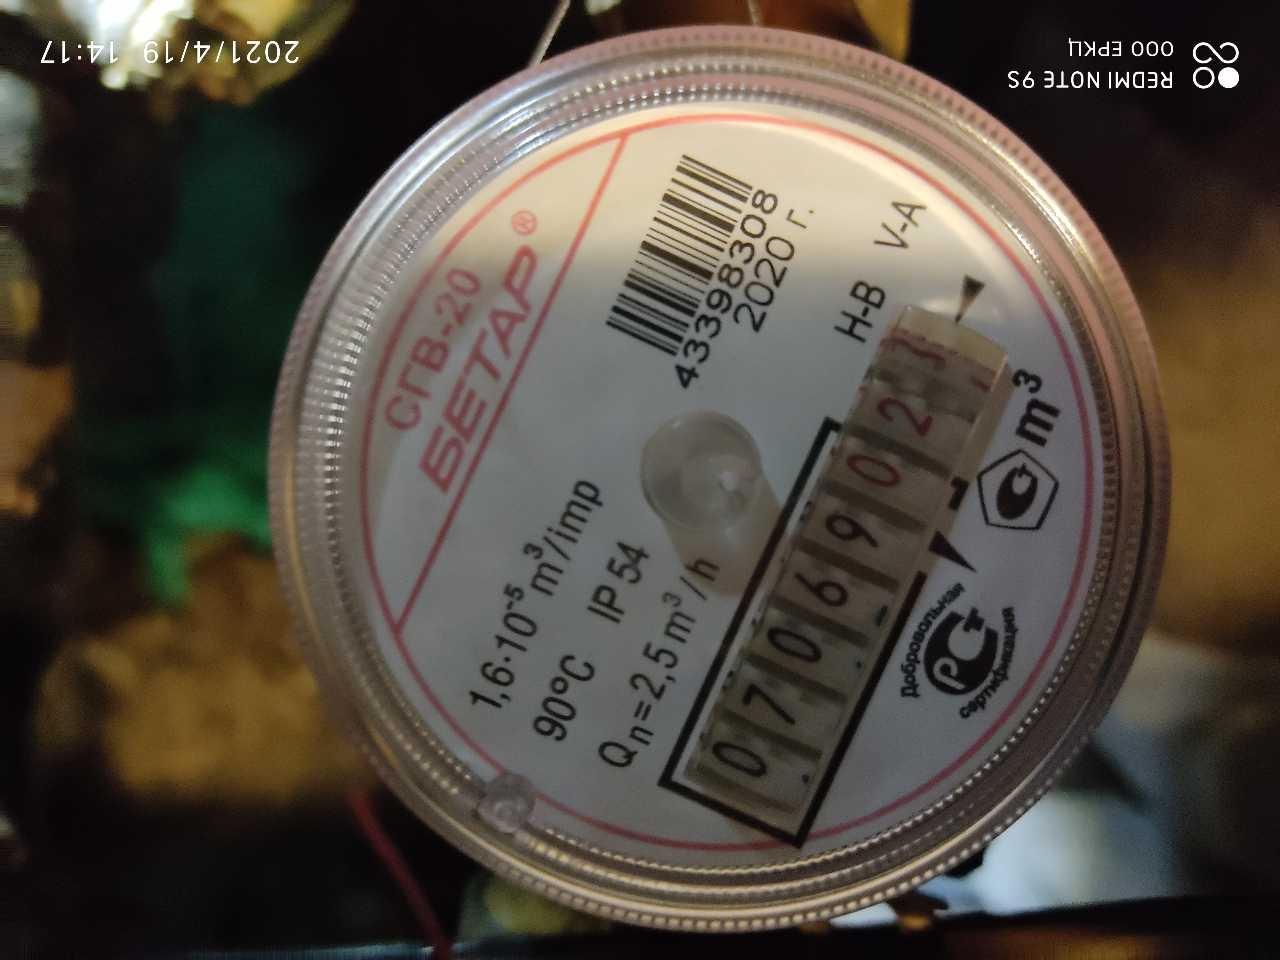 СГВ-20
БЕТАР®
43398308
2020 г.
H-B V-A
1,6·10⁻⁵ m³/imp
90°C IP 54
Qn=2,5 m³/h
0706902
m³
Добровольная
РСТ
сертификация
REDMI NOTE 9S
ООО ЕРКЦ
2021/4/19 14:17